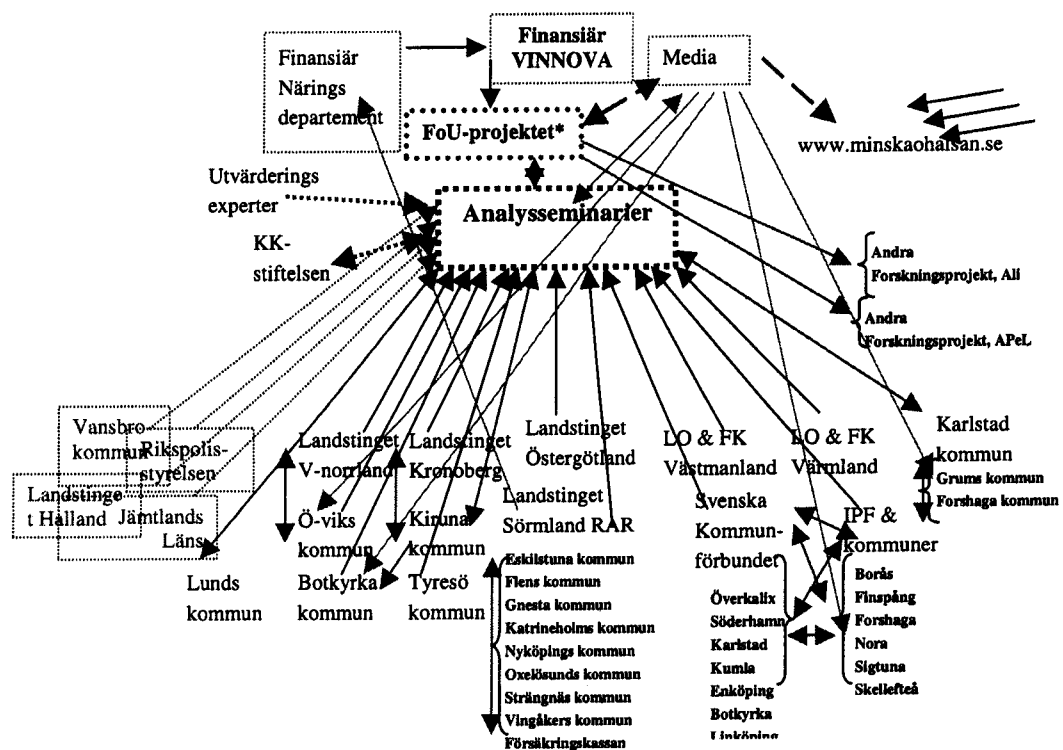 Finansiär
Närings
departement
Finansiär
VINNOVA
Media
FoU-projektet*
www.minskaohalsan.se
Utvärderings
experter
Analysseminarier
KK-
stiftelsen
Andra
Forskningsprojekt, Ali
Andra
Forskningsprojekt, APeL
Vansbro
kommun
Rikspolis-
styrelsen
Landstinge
t Halland
Jämtlands
Läns
Lunds
kommun
Landstinget
V-norrland
Ö-viks
kommun
Botkyrka
kommun
Landstinget
Kronoberg
Kiruna
kommun
Tyresö
kommun
Landstinget
Östergötland
Landstinget
Sörmland RAR
Eskilstuna kommun
Flens kommun
Gnesta kommun
Katrineholms kommun
Nyköpings kommun
Oxelösunds kommun
Strängnäs kommun
Vingåkers kommun
Försäkringskassan
LO & FK
Västmanland
Svenska
Kommun-
förbundet
Överkalix
Söderhamn
Karlstad
Kumla
Enköping
Botkyrka
Linköping
LO & FK
Värmland
IPF &
kommuner
Borås
Finspång
Forshaga
Nora
Sigtuna
Skellefteå
Karlstad
kommun
Grums kommun
Forshaga kommun